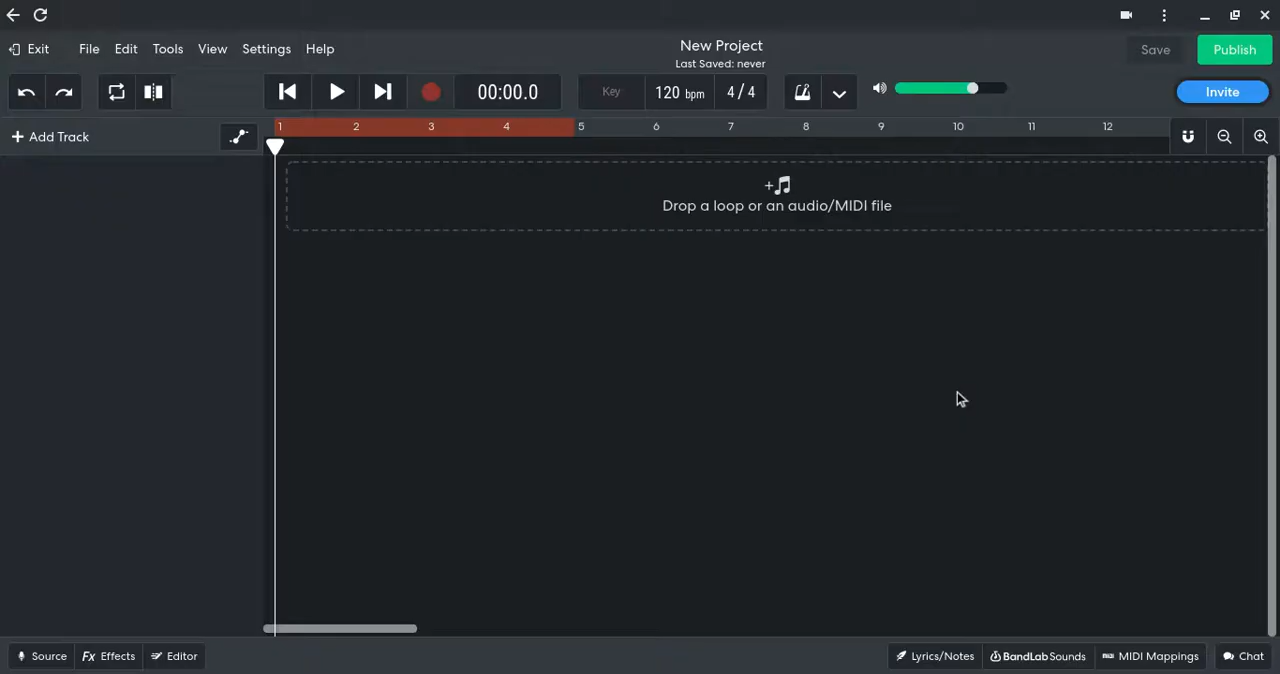 Exit File Edit Tools View Settings Help
New Project
Last Saved: never
Save Publish
00:00.0 Key 120 bpm 4 / 4 Invite
+ Add Track
1 2 3 4 5 6 7 8 9 10 11 12
Drop a loop or an audio/MIDI file
Source Fx Effects Editor Lyrics/Notes BandLab Sounds MIDI Mappings Chat